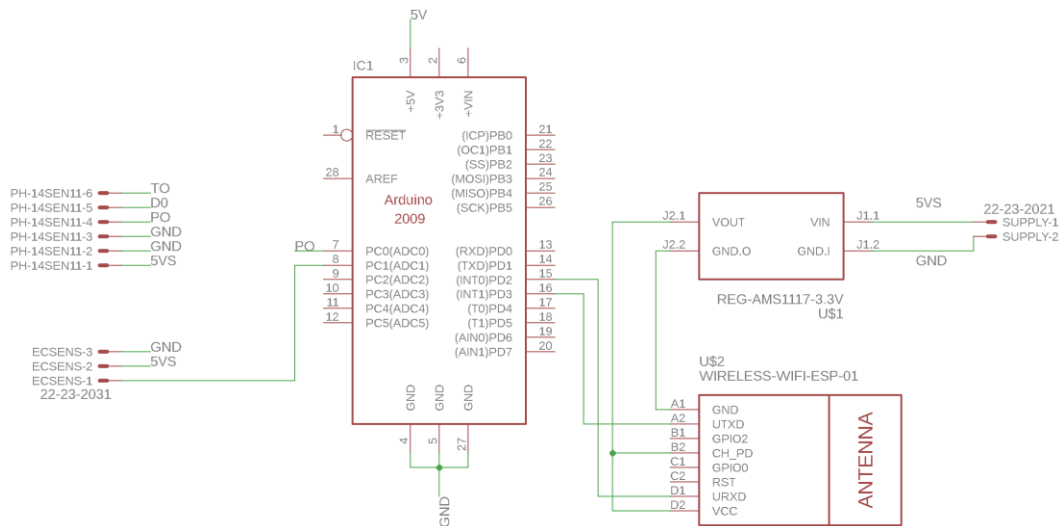 5V
IC1
3
2
6
+5V
+3V3
+VIN
1
RESET
28
AREF
Arduino
2009
(ICP)PB0
21
(OC1)PB1
22
(SS)PB2
23
(MOSI)PB3
24
(MISO)PB4
25
(SCK)PB5
26
PH-14SEN11-6
TO
PH-14SEN11-5
D0
PH-14SEN11-4
PO
PH-14SEN11-3
GND
PH-14SEN11-2
GND
PH-14SEN11-1
5VS
PO
7
PC0(ADC0)
8
PC1(ADC1)
9
PC2(ADC2)
10
PC3(ADC3)
11
PC4(ADC4)
12
PC5(ADC5)
(RXD)PD0
13
(TXD)PD1
14
(INT0)PD2
15
(INT1)PD3
16
(T0)PD4
17
(T1)PD5
18
(AIN0)PD6
19
(AIN1)PD7
20
ECSENS-3
GND
ECSENS-2
5VS
ECSENS-1
22-23-2031
GND
GND
GND
4
5
27
GND
J2.1
VOUT
VIN
J1.1
5VS
22-23-2021
SUPPLY-1
J2.2
GND.O
GND.I
J1.2
SUPPLY-2
GND
REG-AMS1117-3.3V
U$1
U$2
WIRELESS-WIFI-ESP-01
A1
GND
A2
UTXD
B1
GPIO2
B2
CH_PD
C1
GPIO0
C2
RST
D1
URXD
D2
VCC
ANTENNA